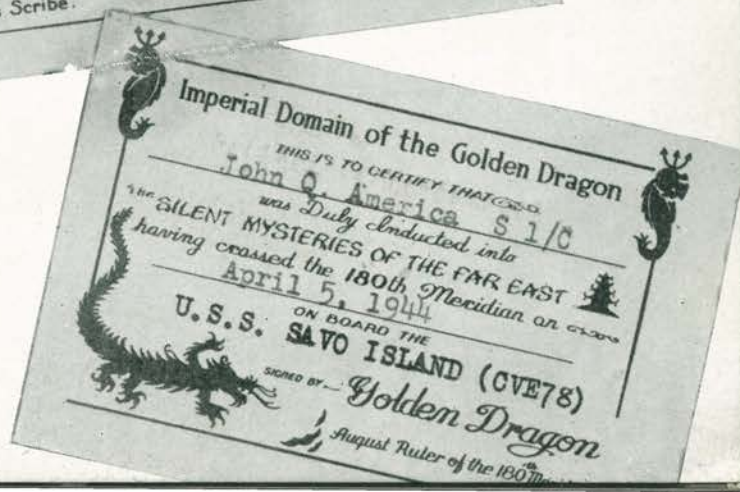 Scribe.
Imperial Domain of the Golden Dragon
THIS IS TO CERTIFY THAT
John Q. America S 1/C
was Duly Inducted into
THE SILENT MYSTERIES OF THE FAR EAST
having crossed the 180th Meridian on
April 5, 1944
ON BOARD THE
U.S.S. SAVO ISLAND (CVE78)
SIGNED BY
Golden Dragon
August Ruler of the 180th